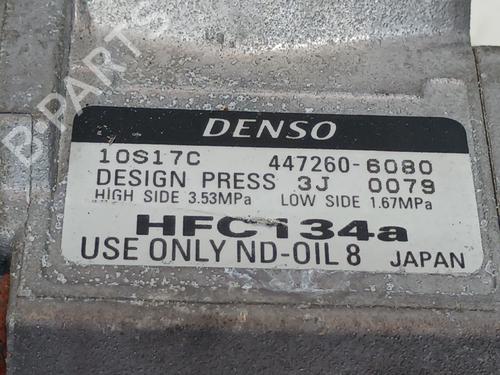 B-PARTS
DENSO
10S17C 447260-6080
DESIGN PRESS 3J 0079
HIGH SIDE 3.53MPa LOW SIDE 1.67MPa
HFC134a
USE ONLY ND-OIL 8 JAPAN